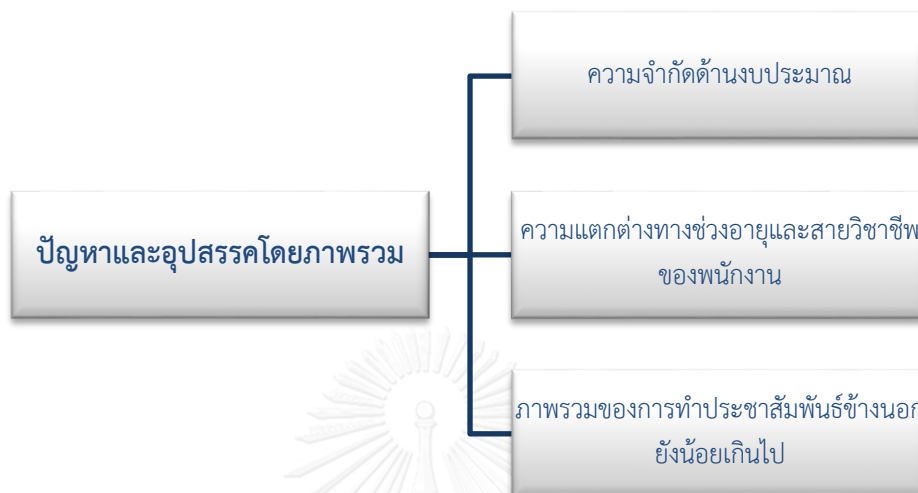 ความจำกัดด้านงบประมาณ
ปัญหาและอุปสรรคโดยภาพรวม
ความแตกต่างทางช่วงอายุและสายวิชาชีพ
ของพนักงาน
ภาพรวมของการทำประชาสัมพันธ์ข้างนอก
ยังน้อยเกินไป